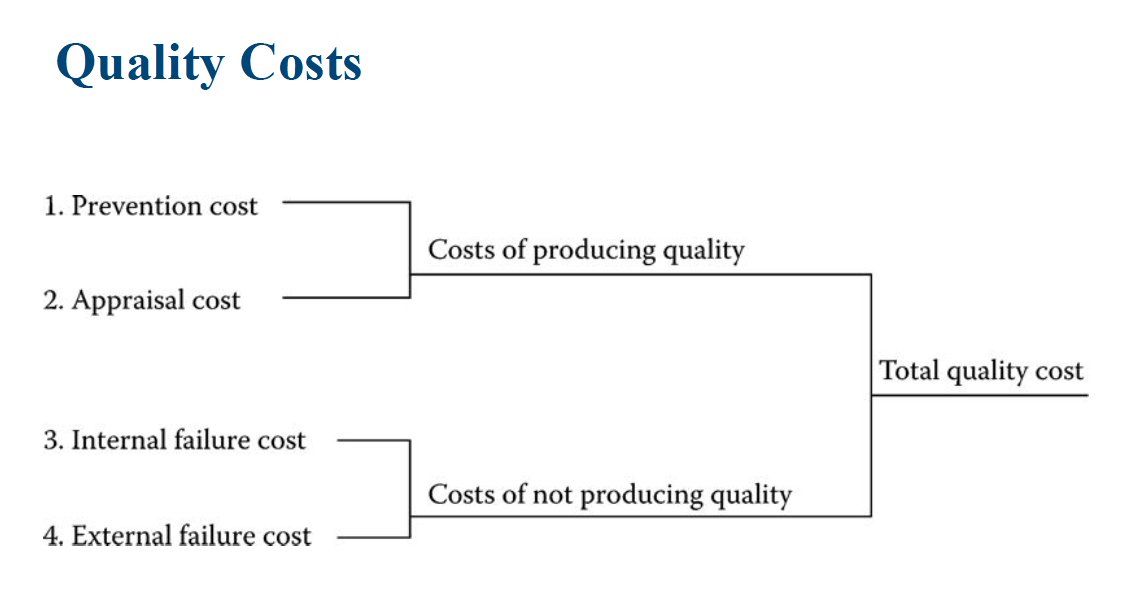 Quality Costs
1. Prevention cost
Costs of producing quality
2. Appraisal cost
Total quality cost
3. Internal failure cost
Costs of not producing quality
4. External failure cost